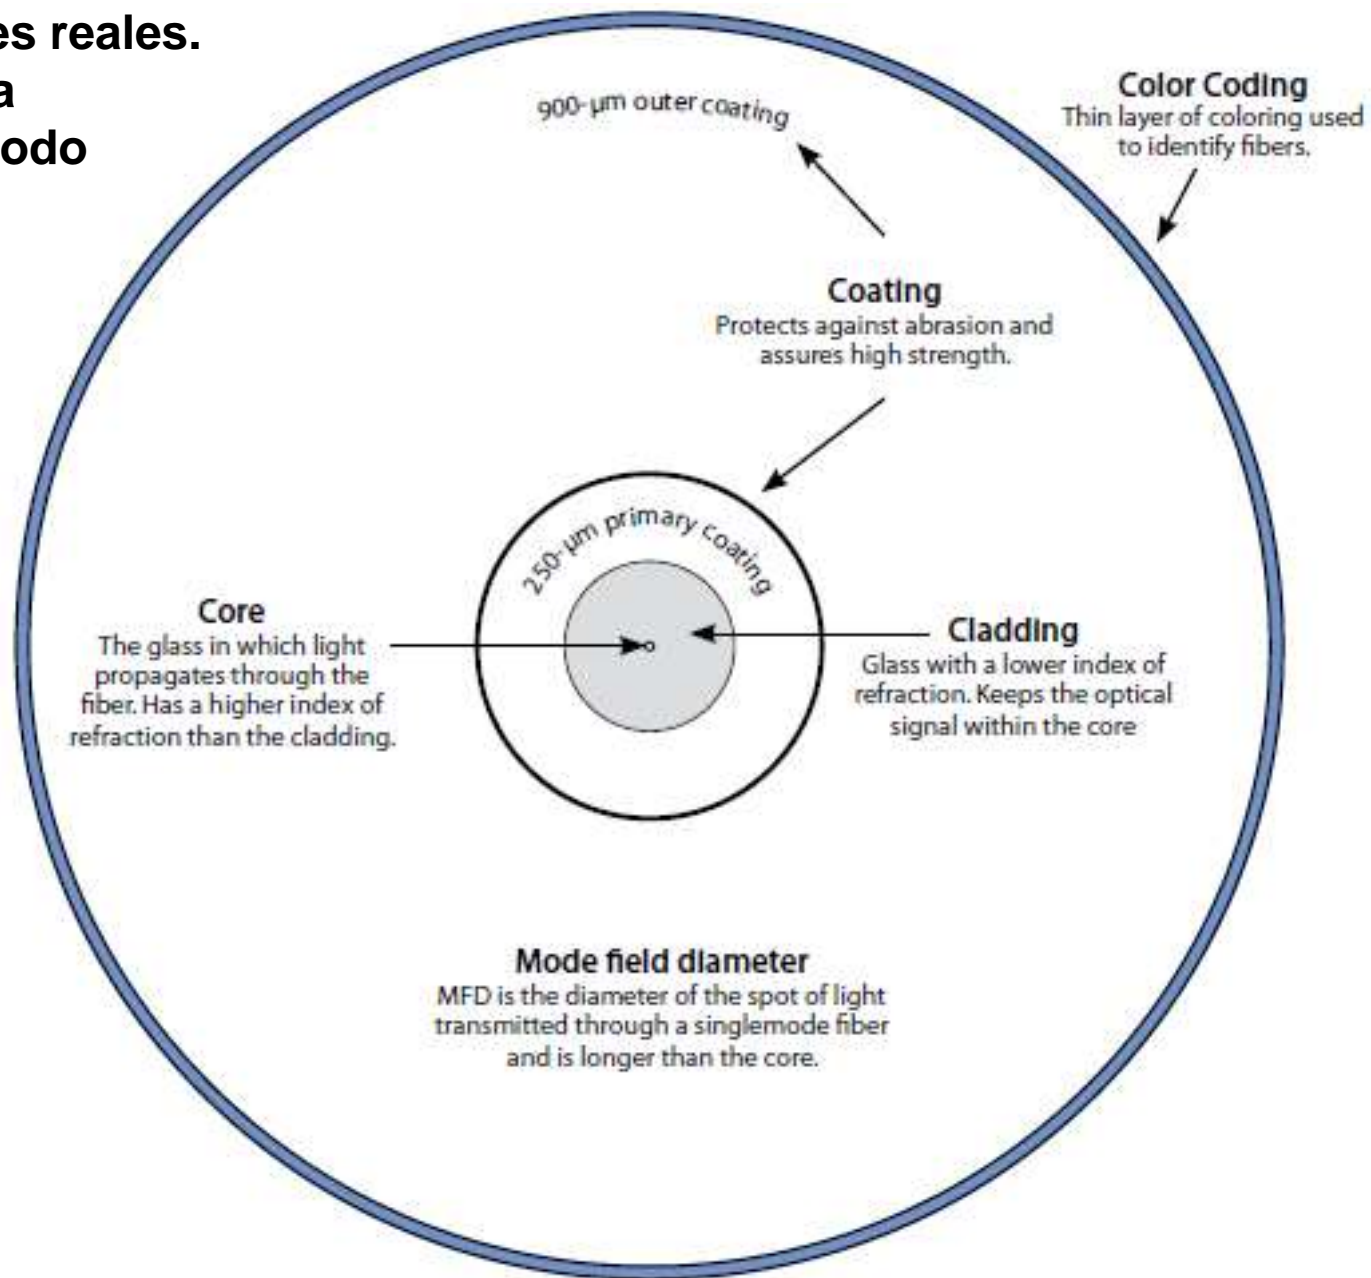 es reales.
a
odo
900-µm outer coating
Color Coding
Thin layer of coloring used
to identify fibers.
Coating
Protects against abrasion and
assures high strength.
250-µm primary coating
Core
The glass in which light
propagates through the
fiber. Has a higher index of
refraction than the cladding.
Cladding
Glass with a lower index of
refraction. Keeps the optical
signal within the core
Mode field diameter
MFD is the diameter of the spot of light
transmitted through a singlemode fiber
and is longer than the core.